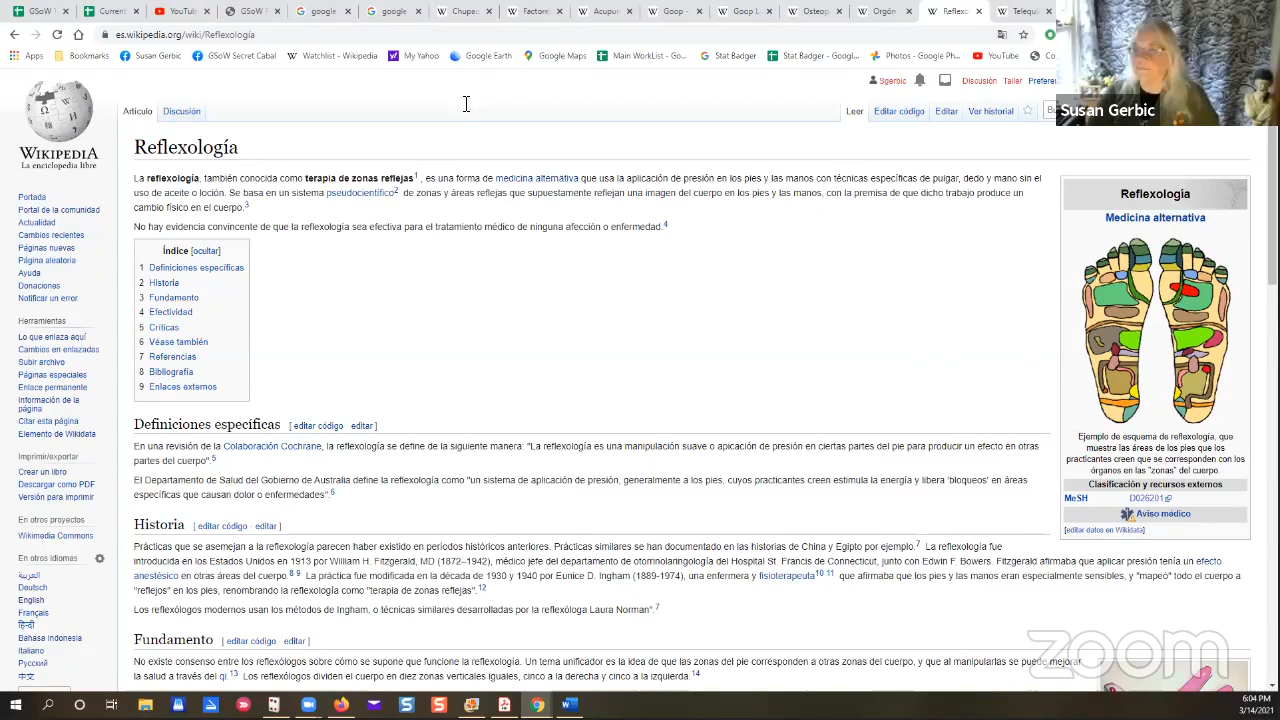 GSoW T
Curren
YouTub
GSoW P
google
google
Chupac
Factore
Acupun
Goop -
Goop L
Osteop
Orgón
Reflexo
Telequi
es.wikipedia.org/wiki/Reflexología
Apps
Bookmarks
Susan Gerbic
GSoW Secret Cabal
Watchlist - Wikipedia
My Yahoo
Google Earth
Google Maps
Main WorkList - Go...
Stat Badger
Stat Badger - Googl...
Photos - Google Ph...
YouTube
Co
Susan Gerbic
Sgerbic
Discusión
Taller
Prefere
WIKIPEDIA
La enciclopedia libre
Artículo
Discusión
Leer
Editar código
Editar
Ver historial
Bu
Portada
Portal de la comunidad
Actualidad
Cambios recientes
Páginas nuevas
Página aleatoria
Ayuda
Donaciones
Notificar un error
Herramientas
Lo que enlaza aquí
Cambios en enlazadas
Subir archivo
Páginas especiales
Enlace permanente
Información de la
página
Citar esta página
Elemento de Wikidata
Imprimir/exportar
Crear un libro
Descargar como PDF
Versión para imprimir
En otros proyectos
Wikimedia Commons
En otros idiomas
العربية
Deutsch
English
Français
हिन्दी
Bahasa Indonesia
Italiano
Русский
中文
Reflexología
La reflexología, también conocida como terapia de zonas reflejas1 , es una forma de medicina alternativa que usa la aplicación de presión en los pies y las manos con técnicas específicas de pulgar, dedo y mano sin el
uso de aceite o loción. Se basa en un sistema pseudocientífico2 de zonas y áreas reflejas que supuestamente reflejan una imagen del cuerpo en los pies y las manos, con la premisa de que dicho trabajo produce un
cambio físico en el cuerpo.3
No hay evidencia convincente de que la reflexología sea efectiva para el tratamiento médico de ninguna afección o enfermedad.4
Índice [ocultar]
1 Definiciones específicas
2 Historia
3 Fundamento
4 Efectividad
5 Críticas
6 Véase también
7 Referencias
8 Bibliografía
9 Enlaces externos
Definiciones específicas [ editar código · editar ]
En una revisión de la Colaboración Cochrane, la reflexología se define de la siguiente manera: "La reflexología es una manipulación suave o apicación de presión en ciertas partes del pie para producir un efecto en otras
partes del cuerpo".5
El Departamento de Salud del Gobierno de Australia define la reflexología como "un sistema de aplicación de presión, generalmente a los pies, cuyos practicantes creen estimula la energía y libera 'bloqueos' en áreas
específicas que causan dolor o enfermedades".6
Historia [ editar código · editar ]
Prácticas que se asemejan a la reflexología parecen haber existido en períodos históricos anteriores. Prácticas similares se han documentado en las historias de China y Egipto por ejemplo.7 La reflexología fue
introducida en los Estados Unidos en 1913 por William H. Fitzgerald, MD (1872–1942), médico jefe del departamento de otorrinolaringología del Hospital St. Francis de Connecticut, junto con Edwin F. Bowers. Fitzgerald afirmaba que aplicar presión tenía un efecto
anestésico en otras áreas del cuerpo.8 9 La práctica fue modificada en la década de 1930 y 1940 por Eunice D. Ingham (1889-1974), una enfermera y fisioterapeuta10 11 que afirmaba que los pies y las manos eran especialmente sensibles, y "mapeó" todo el cuerpo a
"reflejos" en los pies, renombrando la reflexología como "terapia de zonas reflejas".12
Los reflexólogos modernos usan los métodos de Ingham, o técnicas similares desarrolladas por la reflexóloga Laura Norman".7
Fundamento [ editar código · editar ]
No existe consenso entre los reflexólogos sobre cómo se supone que funcione la reflexología. Un tema unificador es la idea de que las zonas del pie corresponden a otras zonas del cuerpo, y que al manipularlas se puede mejorar
la salud a través del qi.13 Los reflexólogos dividen el cuerpo en diez zonas verticales iguales, cinco a la derecha y cinco a la izquierda.14
Reflexología
Medicina alternativa
Ejemplo de esquema de reflexología, que
muestra las áreas de los pies que los
practicantes creen que se corresponden con los
órganos en las "zonas" del cuerpo.
Clasificación y recursos externos
MeSH D026201
Aviso médico
[editar datos en Wikidata]
zoom
6:04 PM
3/14/2021